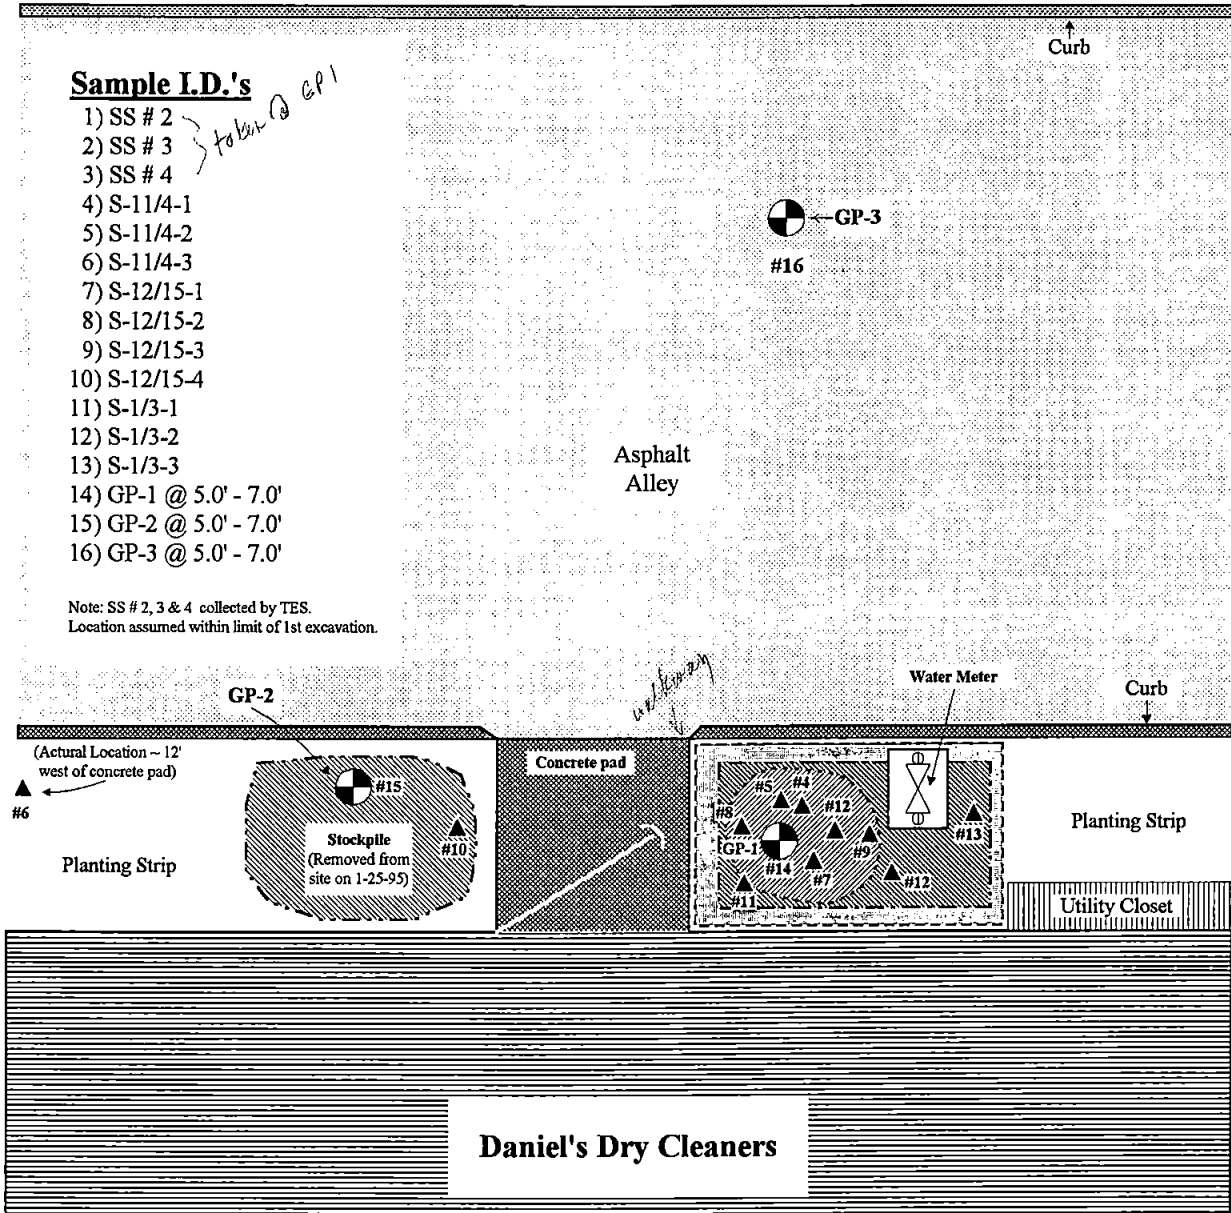 Curb
Sample I.D.'s
1) SS # 2
2) SS # 3
3) SS # 4
taken @ GP1
4) S-11/4-1
5) S-11/4-2
6) S-11/4-3
7) S-12/15-1
8) S-12/15-2
9) S-12/15-3
10) S-12/15-4
11) S-1/3-1
12) S-1/3-2
13) S-1/3-3
14) GP-1 @ 5.0' - 7.0'
15) GP-2 @ 5.0' - 7.0'
16) GP-3 @ 5.0' - 7.0'
Note: SS # 2, 3 & 4 collected by TES.
Location assumed within limit of 1st excavation.
GP-3
#16
Asphalt
Alley
GP-2
walkway
Water Meter
Curb
(Actural Location ~ 12'
west of concrete pad)
#6
Planting Strip
#15
Stockpile
(Removed from
site on 1-25-95)
#10
Concrete pad
#5
#4
#12
#8
GP-1
#14
#7
#9
#11
#12
#13
Planting Strip
Utility Closet
Daniel's Dry Cleaners